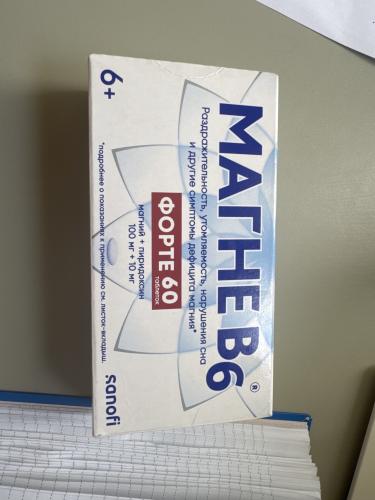 МАГНЕ В6®
Раздражительность, утомляемость, нарушения сна
и другие симптомы дефицита магния*
ФОРТЕ 60
таблеток
магний + пиридоксин
100 мг + 10 мг
6+
*подробнее о показаниях к применению см. листок-вкладыш.
sanofi